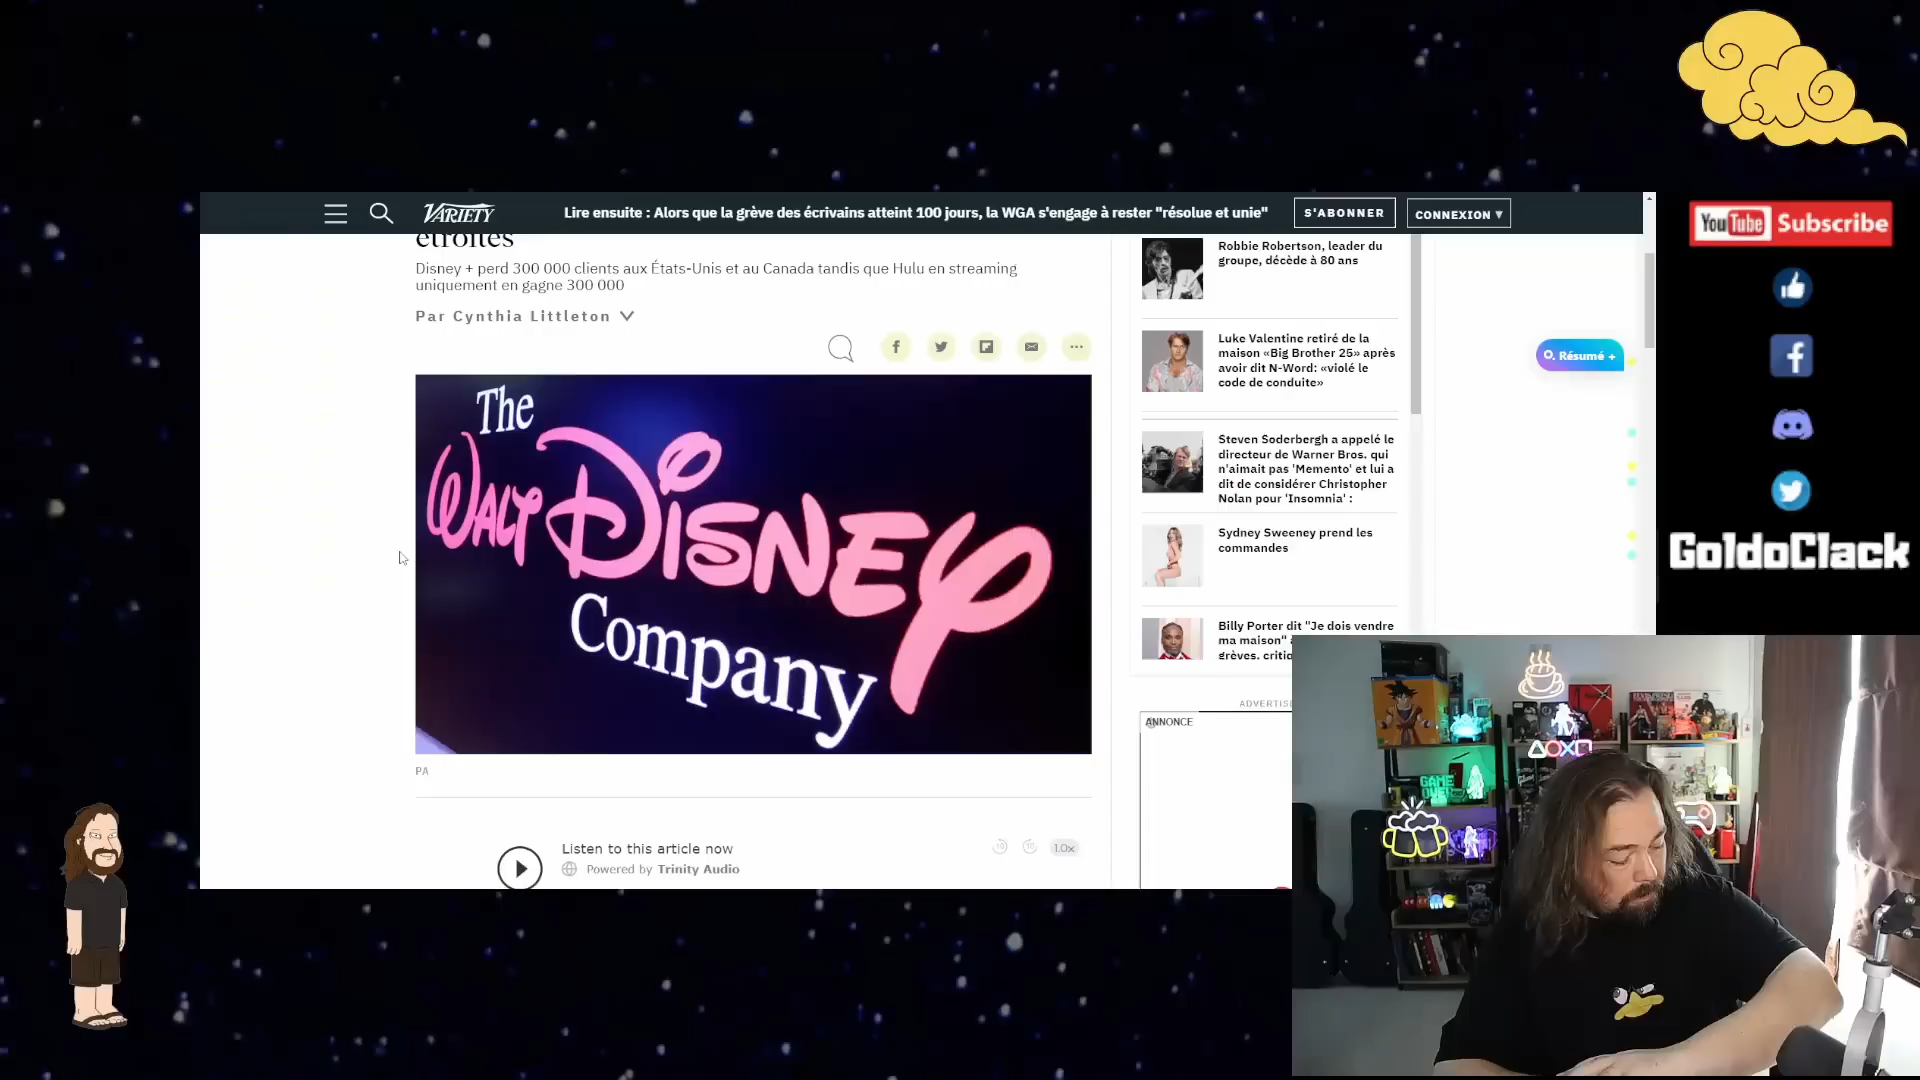 VARIETY
Lire ensuite : Alors que la grève des écrivains atteint 100 jours, la WGA s'engage à rester "résolue et unie"
S'ABONNER
CONNEXION ▾
étroites
Disney + perd 300 000 clients aux États-Unis et au Canada tandis que Hulu en streaming
uniquement en gagne 300 000
Par Cynthia Littleton
The
WALT DISNEY
Company
PA
Listen to this article now
Powered by Trinity Audio
10
10
1.0x
Robbie Robertson, leader du
groupe, décède à 80 ans
Luke Valentine retiré de la
maison «Big Brother 25» après
avoir dit N-Word: «violé le
code de conduite»
Steven Soderbergh a appelé le
directeur de Warner Bros. qui
n'aimait pas 'Memento' et lui a
dit de considérer Christopher
Nolan pour 'Insomnia' :
Sydney Sweeney prend les
commandes
Billy Porter dit "Je dois vendre
ma maison"
grèves.
ANNONCE
Résumé +
YouTube Subscribe
GoldoClack
GAME
OVER